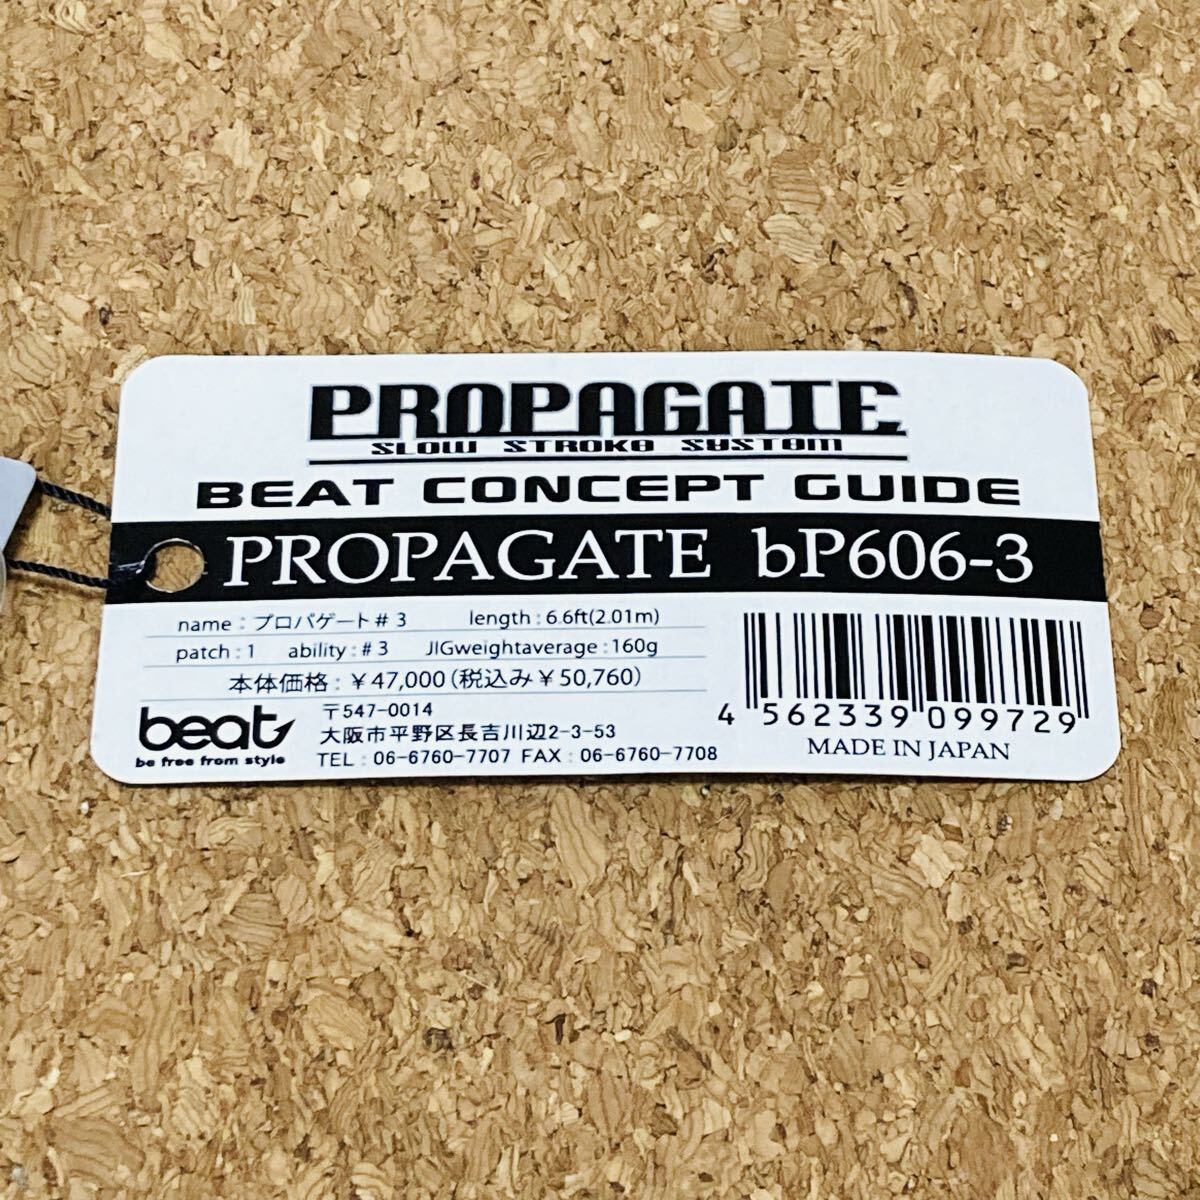 PROPAGATE
SLOW STROKE SYSTEM
BEAT CONCEPT GUIDE
PROPAGATE bP606-3
name : プロパゲート#3 length : 6.6ft(2.01m)
patch : 1 ability : #3 JIGweightaverage : 160g
本体価格 : ¥47,000(税込み¥50,760)
beat
be free from style
〒547-0014
大阪市平野区長吉川辺2-3-53
TEL : 06-6760-7707 FAX : 06-6760-7708
4 562339 099729
MADE IN JAPAN